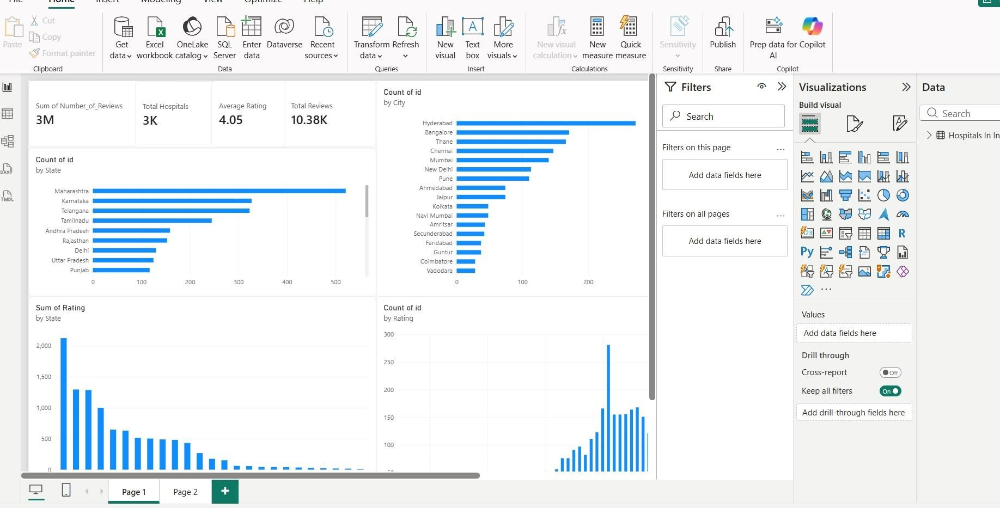 File Home Insert Modeling View Optimize Help
Paste
Cut
Copy
Format painter
Clipboard
Get
data
Excel
workbook
OneLake
catalog
SQL
Server
Enter
data
Dataverse
Recent
sources
Data
Transform
data
Refresh
Queries
New
visual
Text
box
More
visuals
Insert
New visual
calculation
New
measure
Quick
measure
Calculations
Sensitivity
Sensitivity
Publish
Share
Prep data for
AI
Copilot
Copilot
DAX
TMDL
Sum of Number_of_Reviews
3M
Total Hospitals
3K
Average Rating
4.05
Total Reviews
10.38K
Count of id
by State
Maharashtra
Karnataka
Telangana
Tamilnadu
Andhra Pradesh
Rajasthan
Delhi
Uttar Pradesh
Punjab
0 100 200 300 400 500
Count of id
by City
Hyderabad
Bangalore
Thane
Chennai
Mumbai
New Delhi
Pune
Ahmedabad
Jaipur
Kolkata
Navi Mumbai
Amritsar
Secunderabad
Faridabad
Guntur
Coimbatore
Vadodara
0 100 200
Sum of Rating
by State
2,000
1,500
1,000
500
0
Count of id
by Rating
300
250
200
150
100
50
Filters
Search
Filters on this page ...
Add data fields here
Filters on all pages ...
Add data fields here
Visualizations
Build visual
123
R
Py
...
Values
Add data fields here
Drill through
Cross-report Off
Keep all filters On
Add drill-through fields here
Data
Search
Hospitals In In
Page 1 Page 2 +